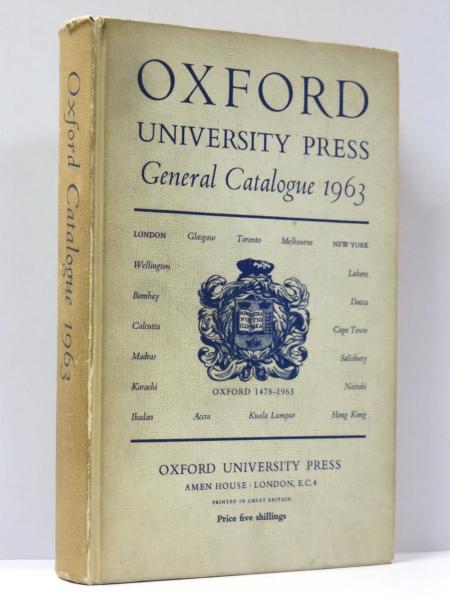 Oxford Catalogue 1963
OXFORD
UNIVERSITY PRESS
General Catalogue 1963
LONDON Glasgow Toronto Melbourne NEW YORK
Wellington Lahore
Bombay Dacca
Calcutta Cape Town
Madras Salisbury
Karachi Nairobi
Ibadan Accra Kuala Lumpur Hong Kong
OXFORD 1478–1963
OXFORD UNIVERSITY PRESS
AMEN HOUSE · LONDON, E.C.4
PRINTED IN GREAT BRITAIN
Price five shillings